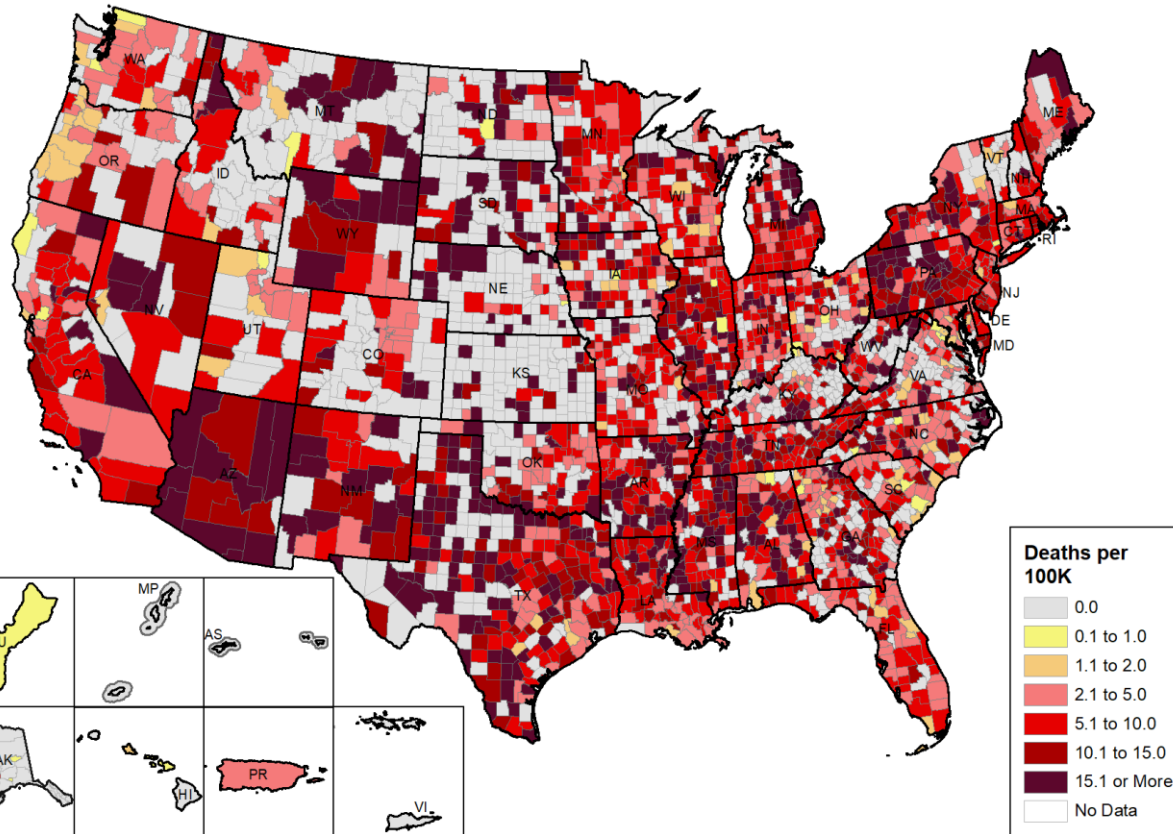 WA
MT
ND
MN
ME
OR
ID
SD
WI
VT
NH
NY
MA
WY
MI
CT
RI
NE
IA
PA
NJ
NV
UT
CO
IL
IN
OH
DE
MD
CA
KS
MO
WV
KY
VA
AZ
NM
OK
AR
TN
NC
SC
MS
AL
GA
TX
LA
FL
MP
AS
AK
HI
PR
VI
Deaths per
100K
0.0
0.1 to 1.0
1.1 to 2.0
2.1 to 5.0
5.1 to 10.0
10.1 to 15.0
15.1 or More
No Data